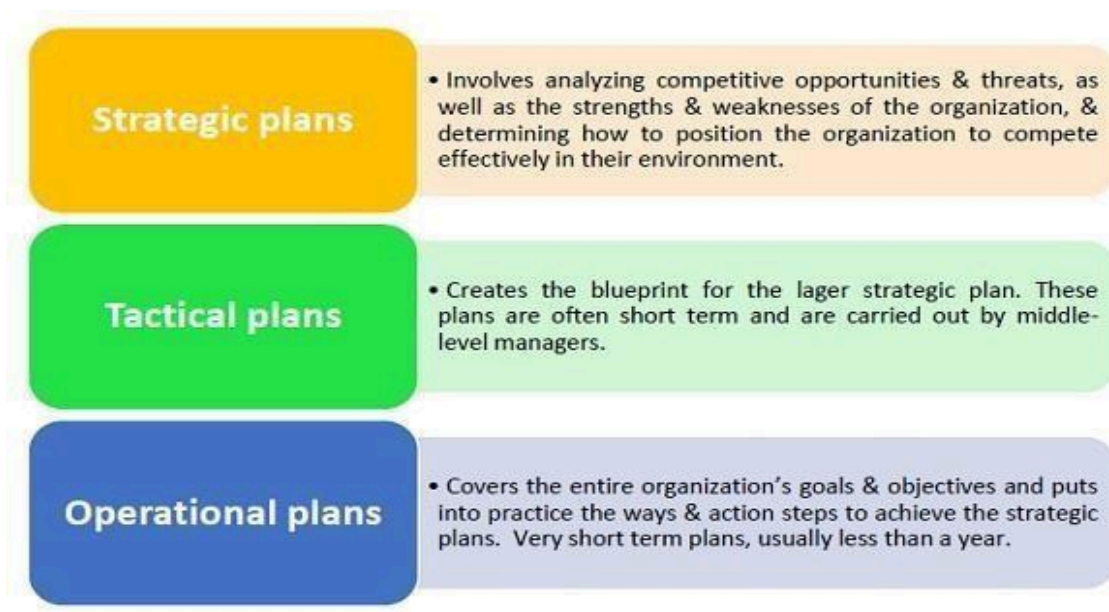 Strategic plans
• Involves analyzing competitive opportunities & threats, as
well as the strengths & weaknesses of the organization, &
determining how to position the organization to compete
effectively in their environment.
Tactical plans
• Creates the blueprint for the lager strategic plan. These
plans are often short term and are carried out by middle-
level managers.
Operational plans
• Covers the entire organization's goals & objectives and puts
into practice the ways & action steps to achieve the strategic
plans. Very short term plans, usually less than a year.